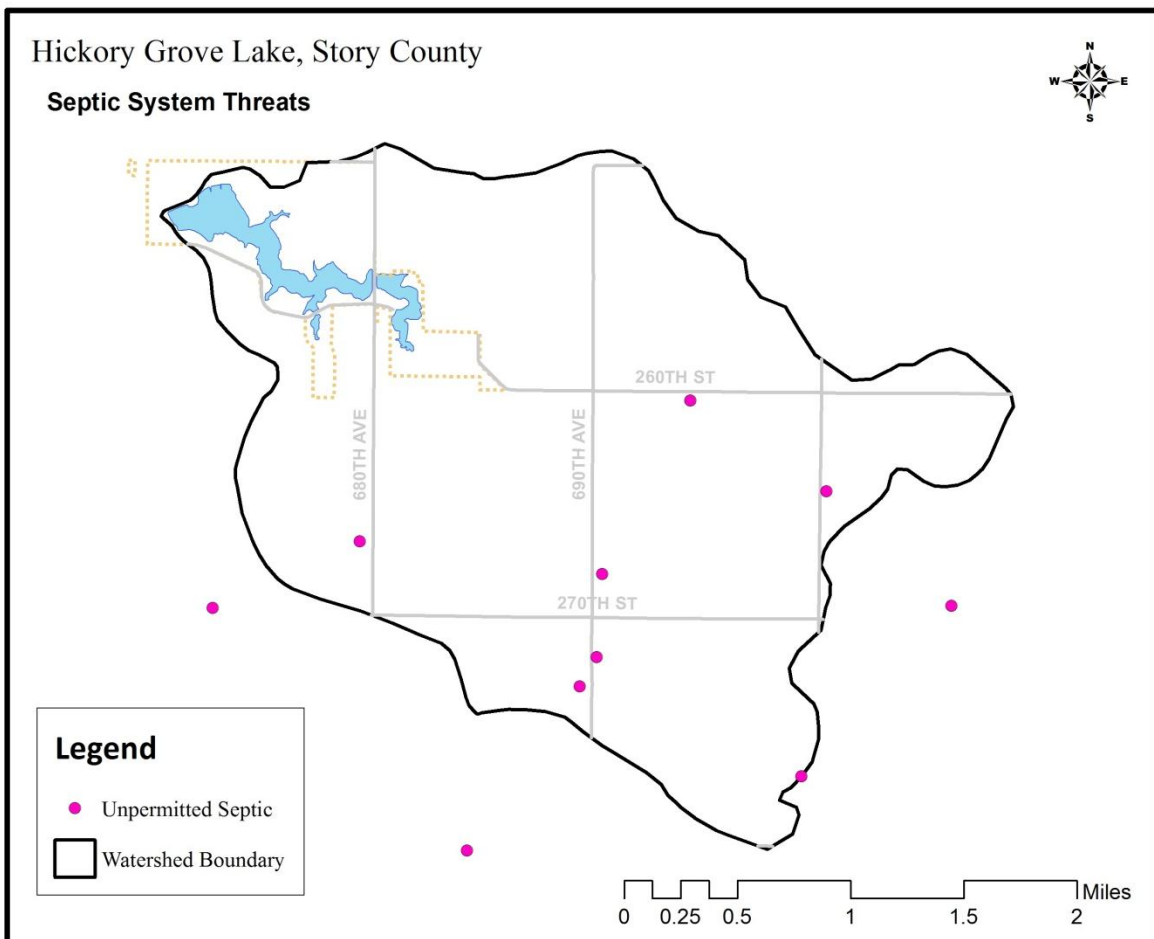 Hickory Grove Lake, Story County
Septic System Threats
N
W E
S
260TH ST
680TH AVE
690TH AVE
270TH ST
Legend
Unpermitted Septic
Watershed Boundary
Miles
0 0.25 0.5 1 1.5 2